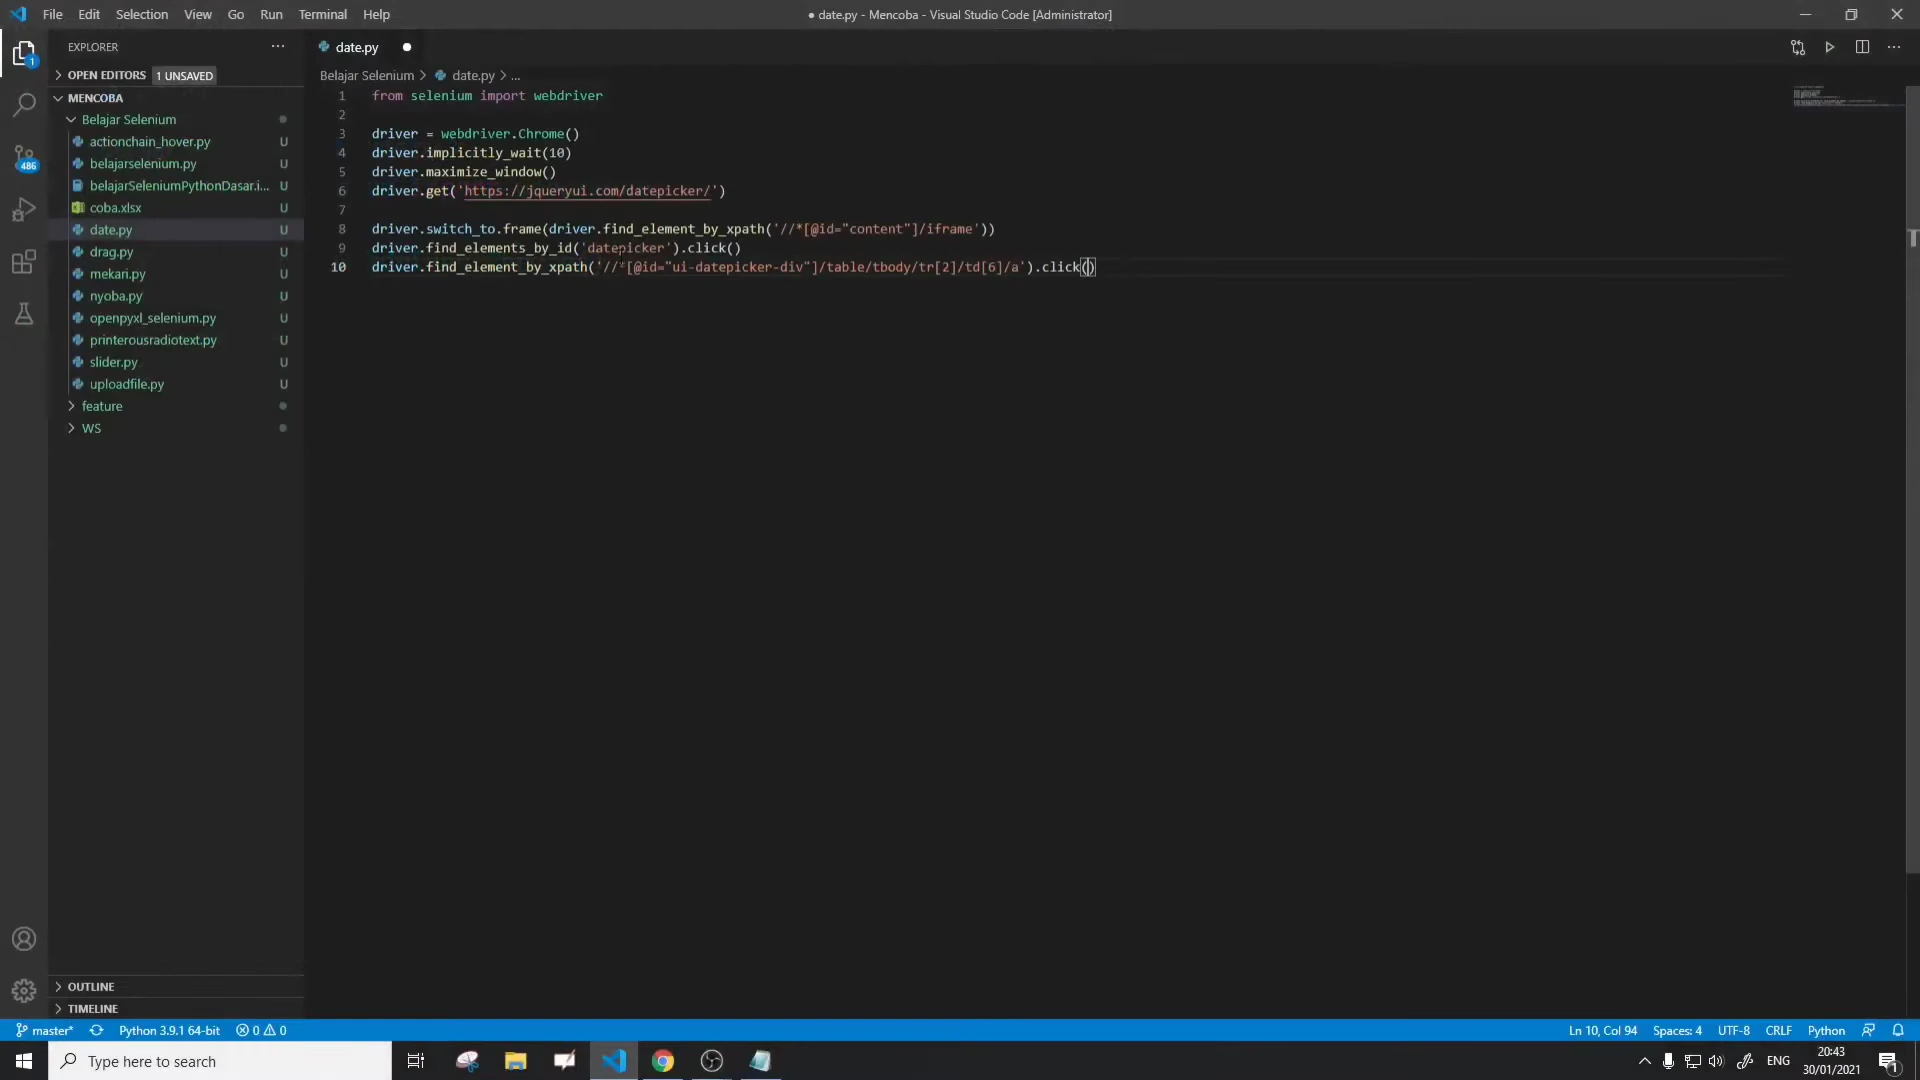 File Edit Selection View Go Run Terminal Help
● date.py - Mencoba - Visual Studio Code [Administrator]
EXPLORER
OPEN EDITORS 1 UNSAVED
MENCOBA
Belajar Selenium
actionchain_hover.py U
belajarselenium.py U
belajarSeleniumPythonDasar.i... U
coba.xlsx U
date.py U
drag.py U
mekari.py U
nyoba.py U
openpyxl_selenium.py U
printerousradiotext.py U
slider.py U
uploadfile.py U
feature
WS
OUTLINE
TIMELINE
1
486
date.py ●
Belajar Selenium > date.py > ...
1 from selenium import webdriver
2
3 driver = webdriver.Chrome()
4 driver.implicitly_wait(10)
5 driver.maximize_window()
6 driver.get('https://jqueryui.com/datepicker/')
7
8 driver.switch_to.frame(driver.find_element_by_xpath('//*[@id="content"]/iframe'))
9 driver.find_elements_by_id('datepicker').click()
10 driver.find_element_by_xpath('//*[@id="ui-datepicker-div"]/table/tbody/tr[2]/td[6]/a').click()
master* Python 3.9.1 64-bit 0 0
Ln 10, Col 94 Spaces: 4 UTF-8 CRLF Python
Type here to search
ENG
20:43
30/01/2021
1